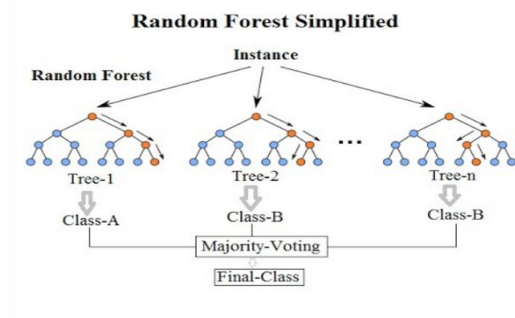 Random Forest Simplified
Instance
Random Forest
...
Tree-1
Tree-2
Tree-n
Class-A
Class-B
Class-B
Majority-Voting
Final-Class